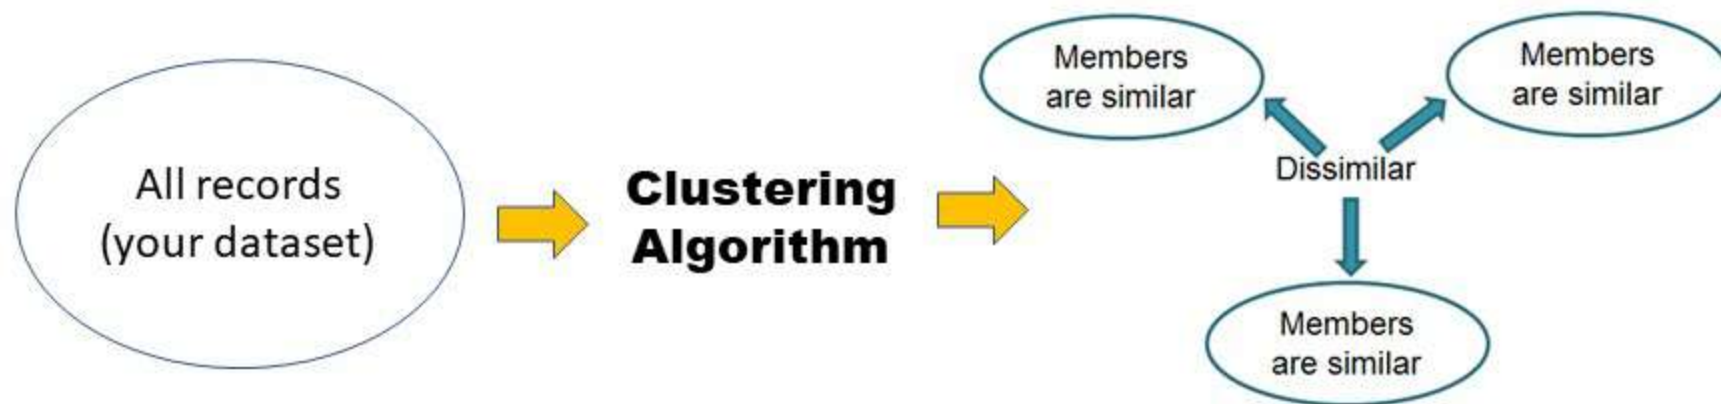 All records
(your dataset)
Clustering
Algorithm
Members
are similar
Members
are similar
Dissimilar
Members
are similar